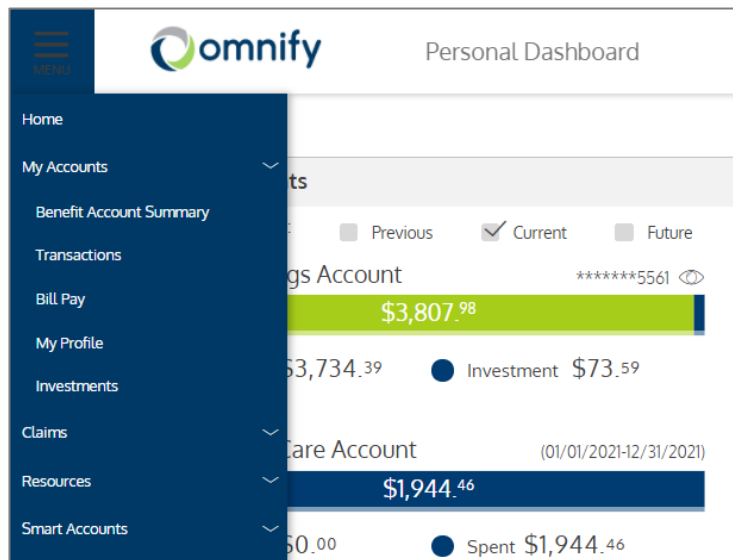 MENU
omnify
Personal Dashboard
Home
My Accounts
ts
Benefit Account Summary
Previous Current Future
Transactions
gs Account *******5561
Bill Pay
$3,807.98
My Profile
$3,734.39 Investment $73.59
Investments
Claims
Care Account (01/01/2021-12/31/2021)
Resources
$1,944.46
Smart Accounts
$0.00 Spent $1,944.46